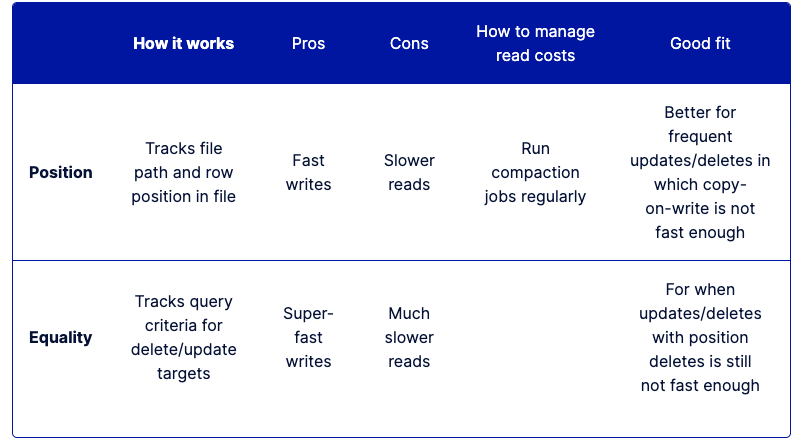 How it works
Pros
Cons
How to manage
read costs
Good fit
Position
Tracks file
path and row
position in file
Fast
writes
Slower
reads
Run
compaction
jobs regularly
Better for
frequent
updates/deletes in
which copy-
on-write is not
fast enough
Equality
Tracks query
criteria for
delete/update
targets
Super-
fast
writes
Much
slower
reads
For when
updates/deletes
with position
deletes is still
not fast enough